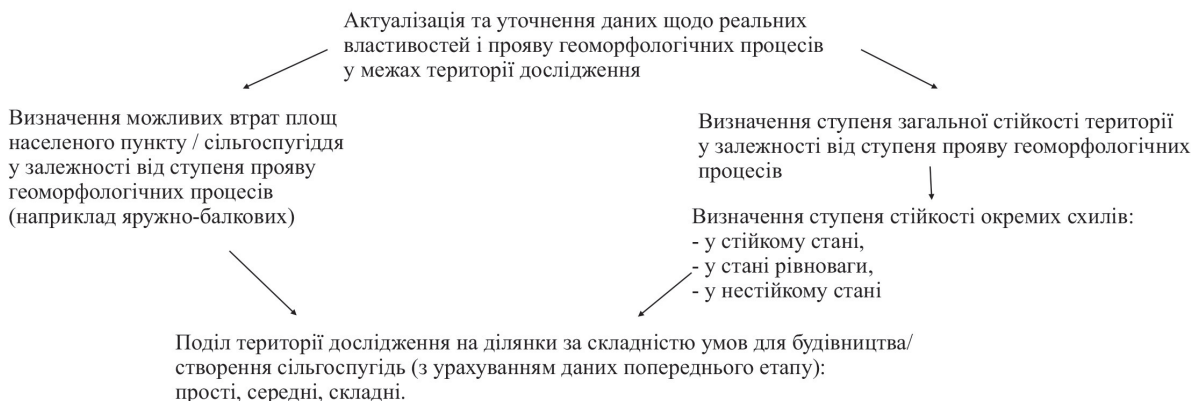 Актуалізація та уточнення даних щодо реальних
властивостей і прояву геоморфологічних процесів
у межах території дослідження
Визначення можливих втрат площ
населеного пункту / сільгоспугіддя
у залежності від ступеня прояву
геоморфологічних процесів
(наприклад яружно-балкових)
Визначення ступеня загальної стійкості території
у залежності від ступеня прояву геоморфологічних
процесів
Визначення ступеня стійкості окремих схилів:
- у стійкому стані,
- у стані рівноваги,
- у нестійкому стані
Поділ території дослідження на ділянки за складністю умов для будівництва/
створення сільгоспугідь (з урахуванням даних попереднього етапу):
прості, середні, складні.